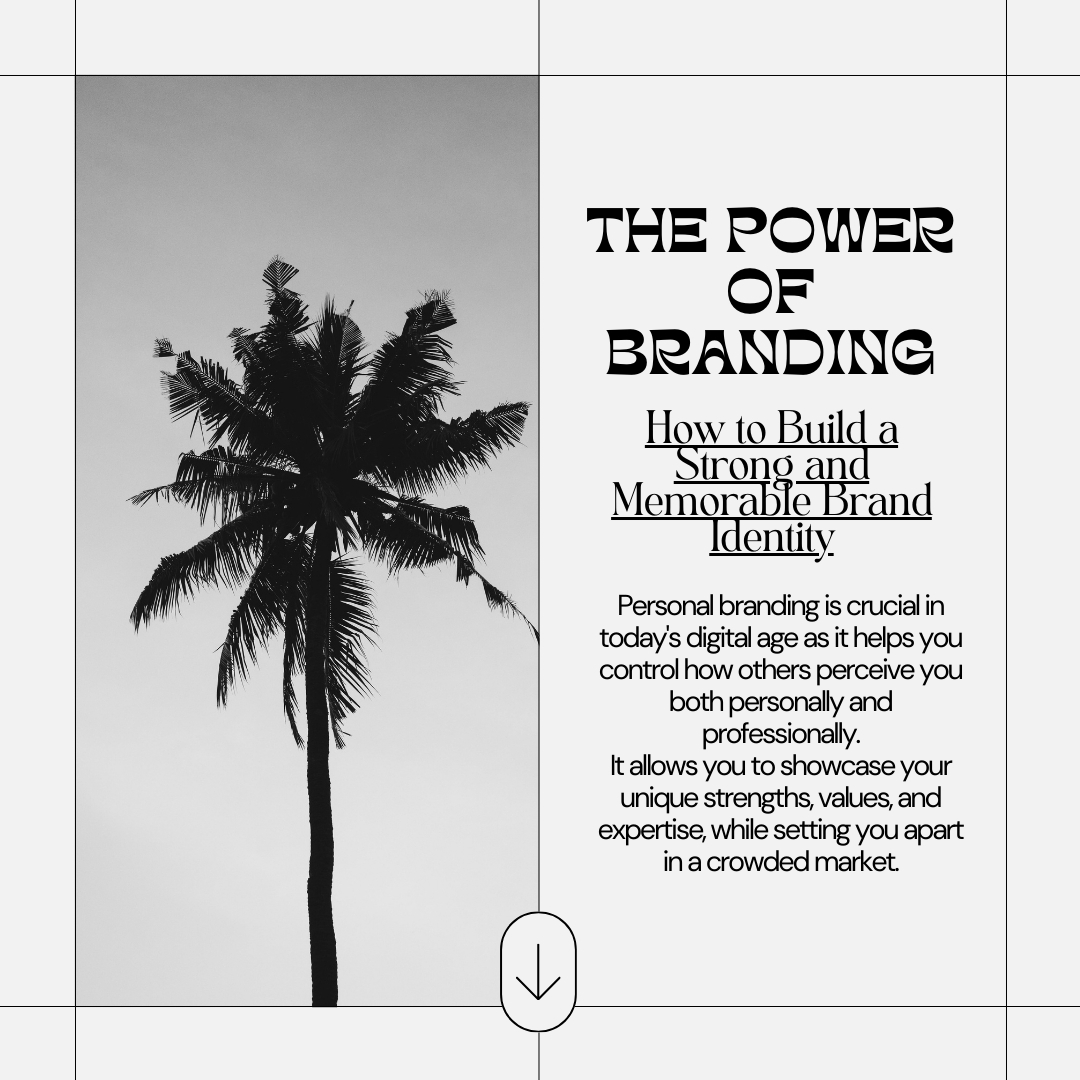 THE POWER
OF
BRANDING
How to Build a
Strong and
Memorable Brand
Identity
Personal branding is crucial in
today's digital age as it helps you
control how others perceive you
both personally and
professionally.
It allows you to showcase your
unique strengths, values, and
expertise, while setting you apart
in a crowded market.